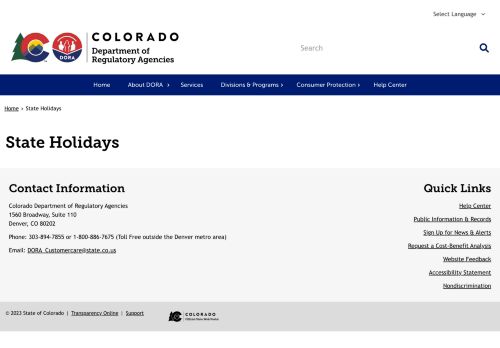 Select Language
COLORADO
Department of
Regulatory Agencies
DORA
Search
Home About DORA Services Divisions & Programs Consumer Protection Help Center
Home › State Holidays
State Holidays
Contact Information
Colorado Department of Regulatory Agencies
1560 Broadway, Suite 110
Denver, CO 80202
Phone: 303-894-7855 or 1-800-886-7675 (Toll Free outside the Denver metro area)
Email: DORA_Customercare@state.co.us
Quick Links
Help Center
Public Information & Records
Sign Up for News & Alerts
Request a Cost-Benefit Analysis
Website Feedback
Accessibility Statement
Nondiscrimination
© 2023 State of Colorado | Transparency Online | Support
COLORADO
Official State Web Portal